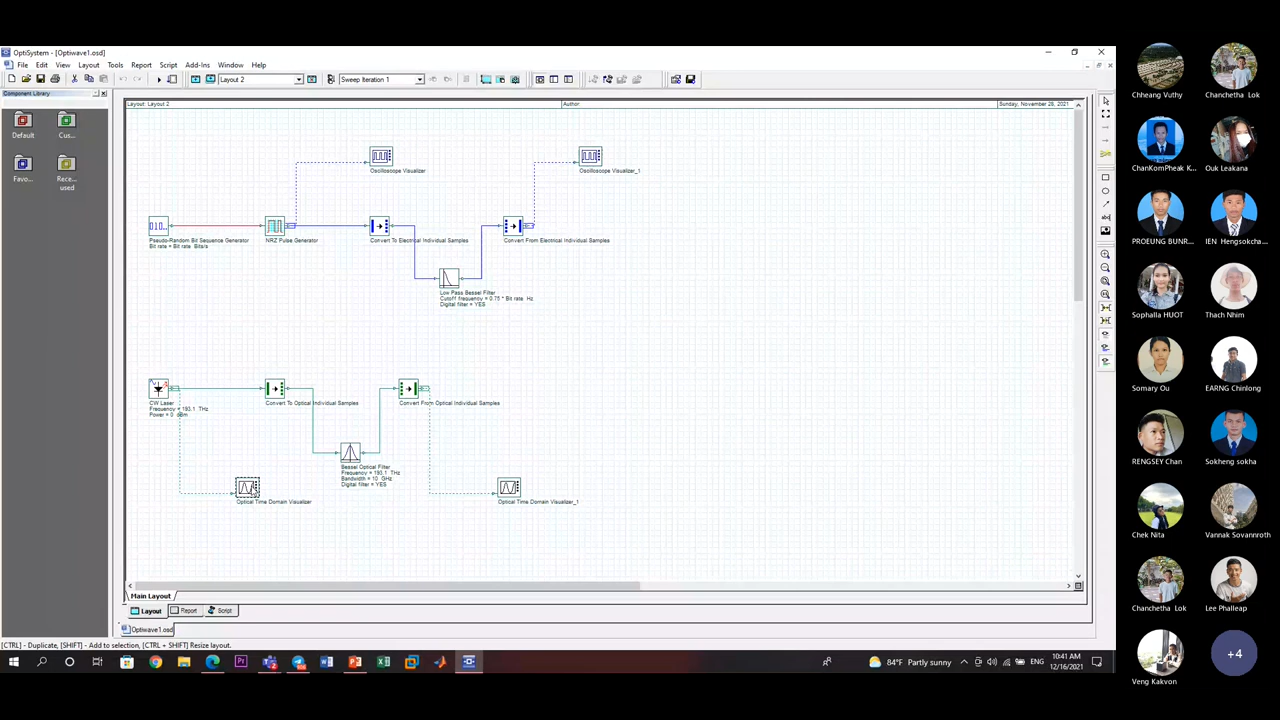 OptiSystem - [Optiwave1.osd]
File Edit View Layout Tools Report Script Add-Ins Window Help
Layout 2
Sweep Iteration 1
Component Library
Default
Cus...
Favo...
Rece...
used
Layout: Layout 2
Author:
Sunday, November 28, 2021
Oscilloscope Visualizer
Oscilloscope Visualizer_1
Pseudo-Random Bit Sequence Generator
Bit rate = Bit rate Bits/s
NRZ Pulse Generator
Convert To Electrical Individual Samples
Convert From Electrical Individual Samples
Low Pass Bessel Filter
Cutoff frequency = 0.75 * Bit rate Hz
Digital filter = YES
CW Laser
Frequency = 193.1 THz
Power = 0 dBm
Convert To Optical Individual Samples
Convert From Optical Individual Samples
Bessel Optical Filter
Frequency = 193.1 THz
Bandwidth = 10 GHz
Digital filter = YES
Optical Time Domain Visualizer
Optical Time Domain Visualizer_1
Main Layout
Layout
Report
Script
Optiwave1.osd
[CTRL] - Duplicate, [SHIFT] - Add to selection, [CTRL + SHIFT] Resize layout.
84°F Partly sunny
ENG
10:41 AM
12/16/2021
Chheang Vuthy
Chanchetha Lok
ChanKomPheak K...
Ouk Leakana
PROEUNG BUNR...
IEN Hengsokcha...
Sophalla HUOT
Thach Nhim
Somary Ou
EARNG Chinlong
RENGSEY Chan
Sokheng sokha
Chek Nita
Vannak Sovannroth
Chanchetha Lok
Lee Phalleap
Veng Kakvon
+4